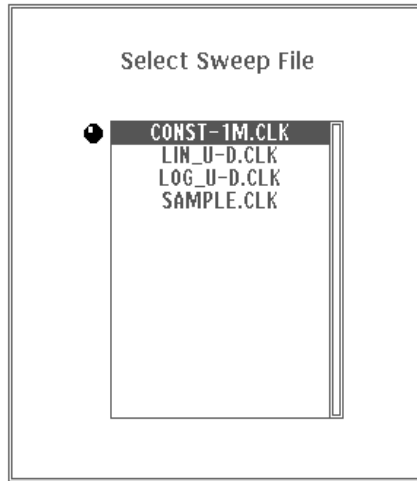 Select Sweep File
CONST-1M.CLK
LIN_U-D.CLK
LOG_U-D.CLK
SAMPLE.CLK